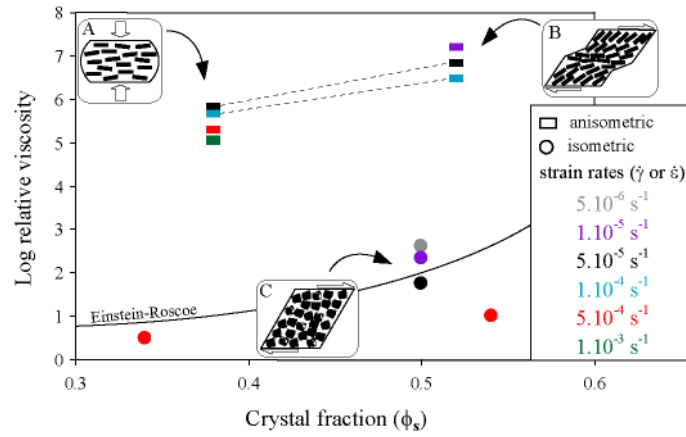 8
7
6
5
4
3
2
1
0
Log relative viscosity
A
B
C
Einstein-Roscoe
anisometric
isometric
strain rates (γ̇ or ε̇)
5.10⁻⁶ s⁻¹
1.10⁻⁵ s⁻¹
5.10⁻⁵ s⁻¹
1.10⁻⁴ s⁻¹
5.10⁻⁴ s⁻¹
1.10⁻³ s⁻¹
0.3
0.4
0.5
0.6
Crystal fraction (ϕₛ)